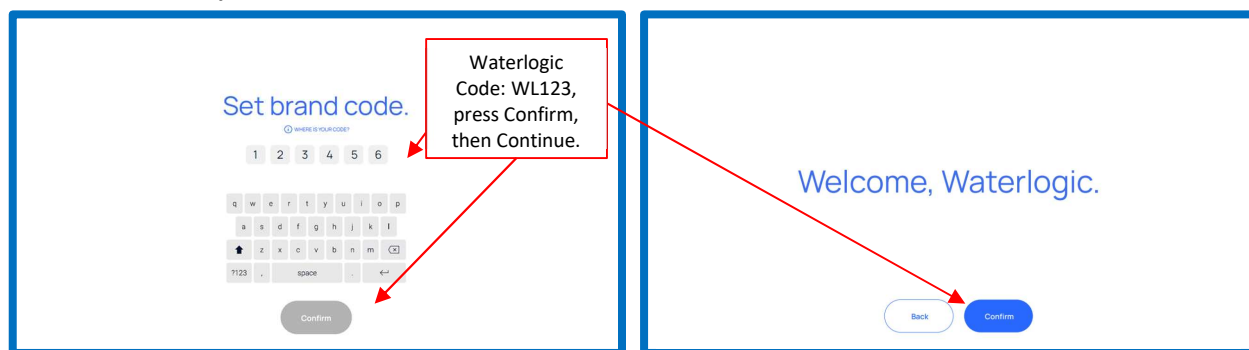 Set brand code.
WHERE IS YOUR CODE?
1 2 3 4 5 6
q w e r t y u i o p
a s d f g h j k l
z x c v b n m
?123 , space .
Confirm
Waterlogic
Code: WL123,
press Confirm,
then Continue.
Welcome, Waterlogic.
Back Confirm